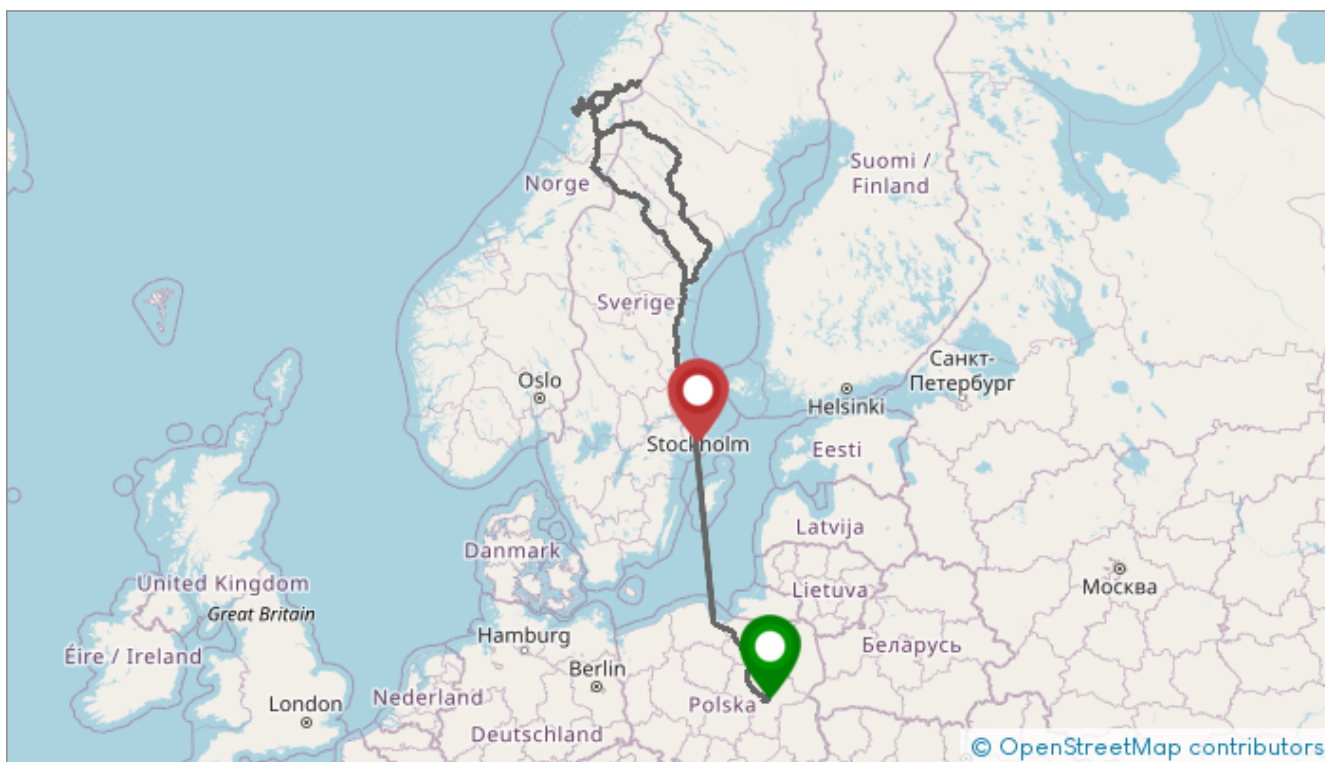 Suomi /
Finland
Norge
Sverige
Санкт-
Петербург
Oslo
Helsinki
Stockholm
Eesti
Latvija
Danmark
Москва
United Kingdom
Lietuva
Great Britain
Hamburg
Беларусь
Éire / Ireland
Berlin
Nederland
London
Polska
Deutschland
© OpenStreetMap contributors